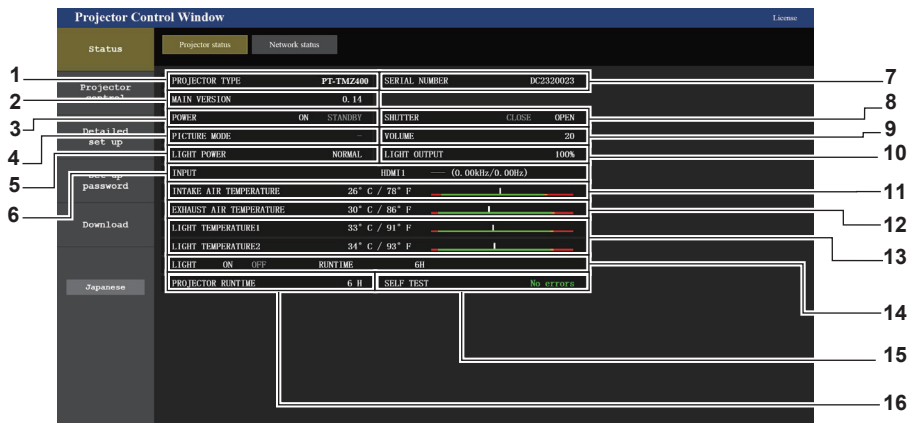 Projector Control Window License
Status
Projector status Network status
1 PROJECTOR TYPE PT-TMZ400 SERIAL NUMBER DC2320023 7
Projector
2 MAIN VERSION 0.14 8
3 POWER ON STANDBY SHUTTER CLOSE OPEN
4 PICTURE MODE - VOLUME 20 9
Detailed
set up
5 LIGHT POWER NORMAL LIGHT OUTPUT 100% 10
6 INPUT HDMI1 — (0.00kHz/0.00Hz)
password
INTAKE AIR TEMPERATURE 26° C / 78° F 11
EXHAUST AIR TEMPERATURE 30° C / 86° F 12
Download
LIGHT TEMPERATURE1 33° C / 91° F 13
LIGHT TEMPERATURE2 34° C / 93° F
LIGHT ON OFF RUNTIME 6H 14
PROJECTOR RUNTIME 6 H SELF TEST No errors 15
Japanese
16